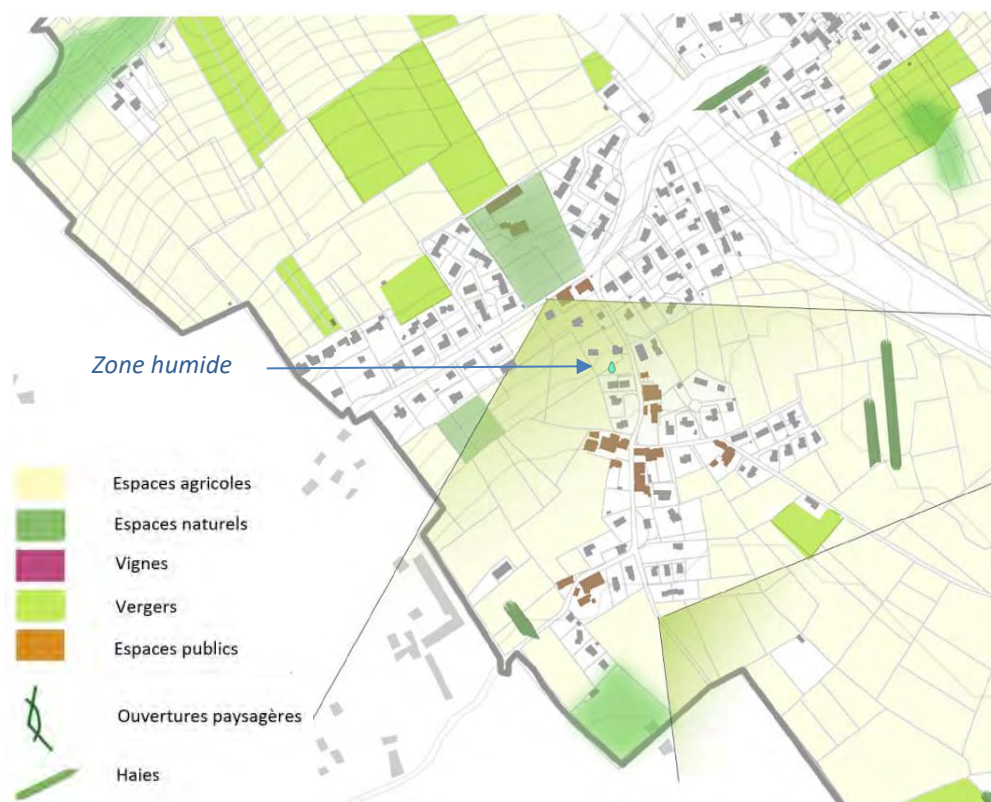 Zone humide
Espaces agricoles
Espaces naturels
Vignes
Vergers
Espaces publics
Ouvertures paysagères
Haies